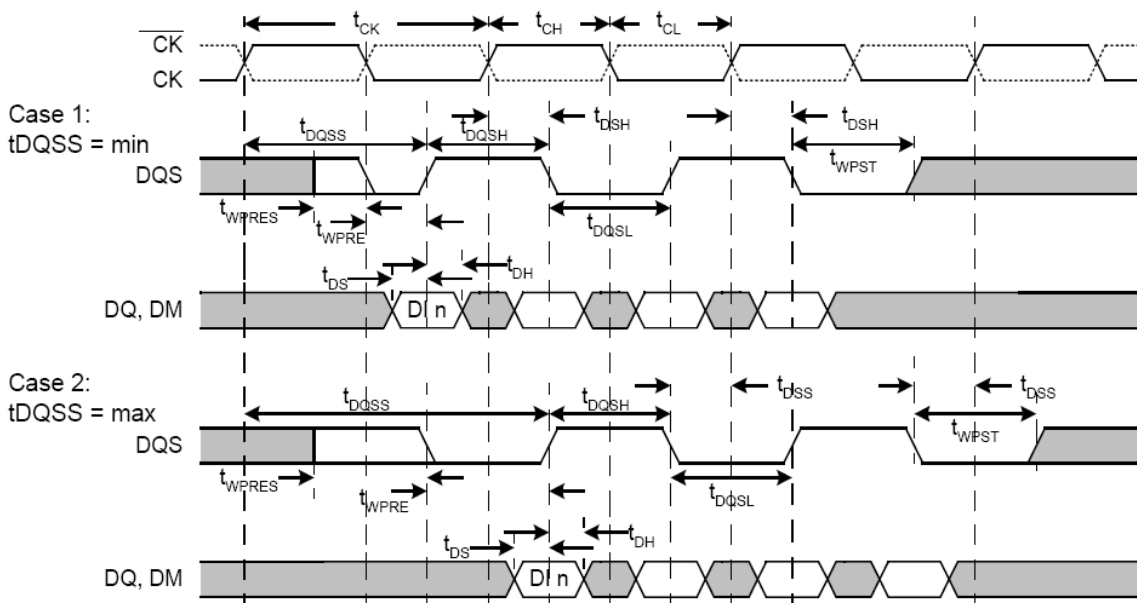 tCK tCH tCL
CK
CK
Case 1:
tDQSS = min
tDQSS tDQSH tDSH tDSH
tWPST
DQS
tWPRES tWPRE tDQSL
tDS tDH
DQ, DM DI n
Case 2:
tDQSS = max
tDQSS tDQSH tDSS tDSS
tWPST
DQS
tWPRES tWPRE tDQSL
tDS tDH
DQ, DM DI n